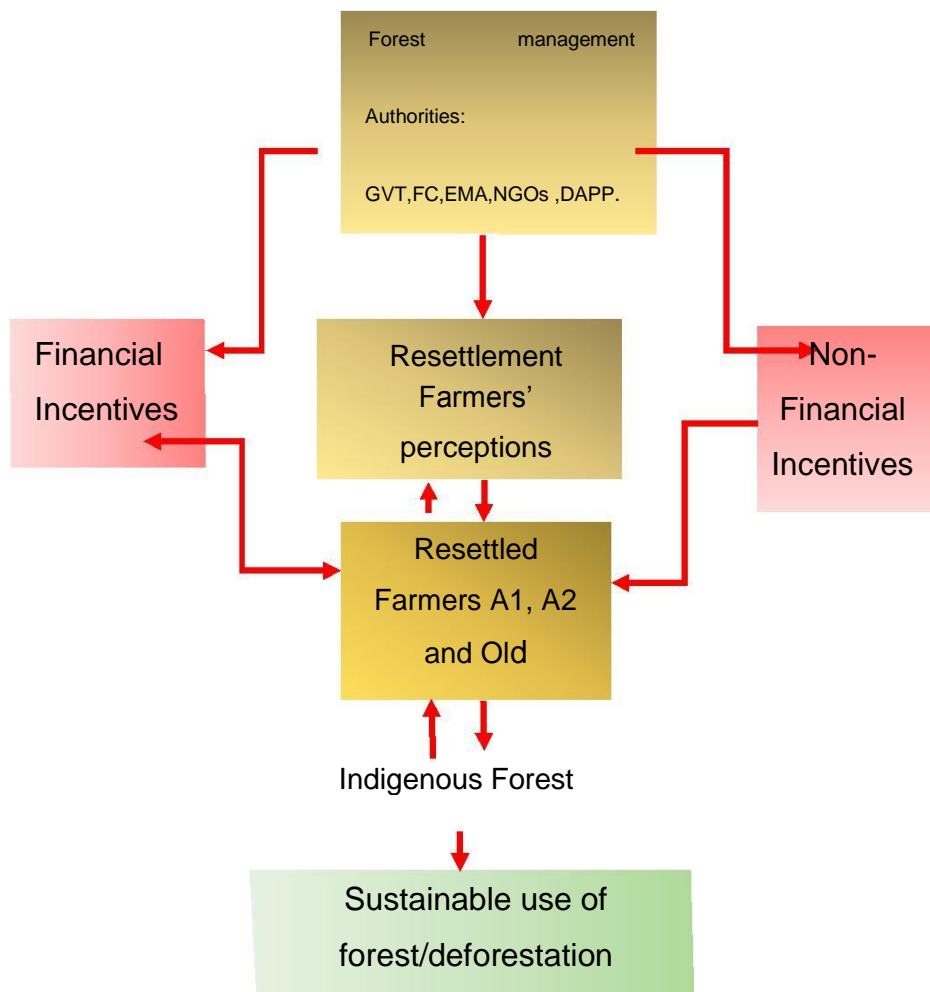 Forest management
Authorities:
GVT,FC,EMA,NGOs ,DAPP.
Financial
Incentives
Resettlement
Farmers’
perceptions
Non-
Financial
Incentives
Resettled
Farmers A1, A2
and Old
Indigenous Forest
Sustainable use of
forest/deforestation